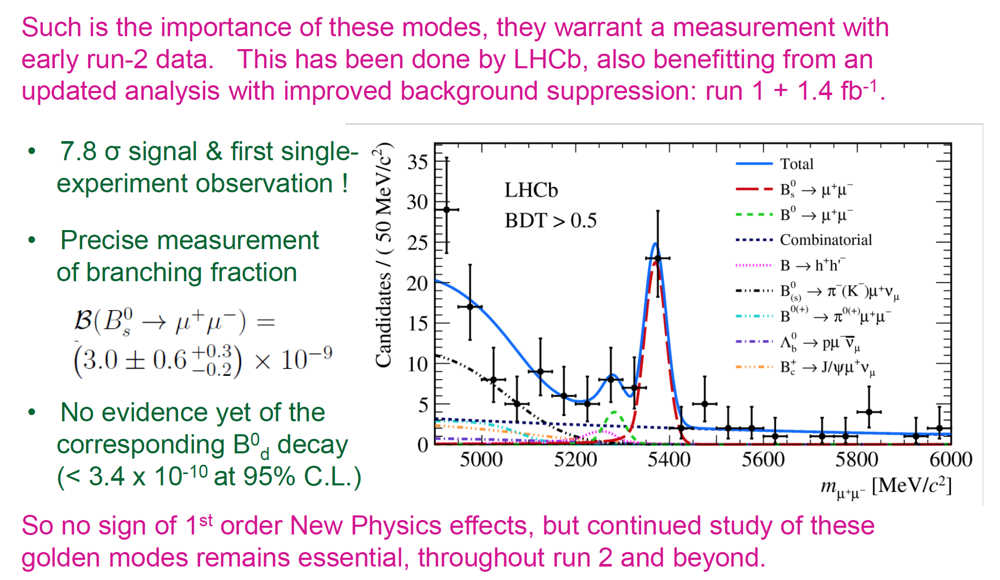 Such is the importance of these modes, they warrant a measurement with
early run-2 data. This has been done by LHCb, also benefitting from an
updated analysis with improved background suppression: run 1 + 1.4 fb⁻¹.
• 7.8 σ signal & first single-
experiment observation !
• Precise measurement
of branching fraction
ℬ(B⁰ₛ → μ⁺μ⁻) =
(3.0 ± 0.6 +0.3 −0.2) × 10⁻⁹
• No evidence yet of the
corresponding B⁰d decay
(< 3.4 x 10⁻¹⁰ at 95% C.L.)
Candidates / ( 50 MeV/c²)
35
30
25
20
15
10
5
0
LHCb
BDT > 0.5
Total
B⁰ₛ → μ⁺μ⁻
B⁰ → μ⁺μ⁻
Combinatorial
B → h⁺h'⁻
B⁰₍ₛ₎ → π⁻(K⁻)μ⁺νμ
B⁰⁽⁺⁾ → π⁰⁽⁺⁾μ⁺μ⁻
Λ⁰b → pμ⁻ν̅μ
B⁺c → J/ψμ⁺νμ
5000 5200 5400 5600 5800 6000
mμ⁺μ⁻ [MeV/c²]
So no sign of 1ˢᵗ order New Physics effects, but continued study of these
golden modes remains essential, throughout run 2 and beyond.